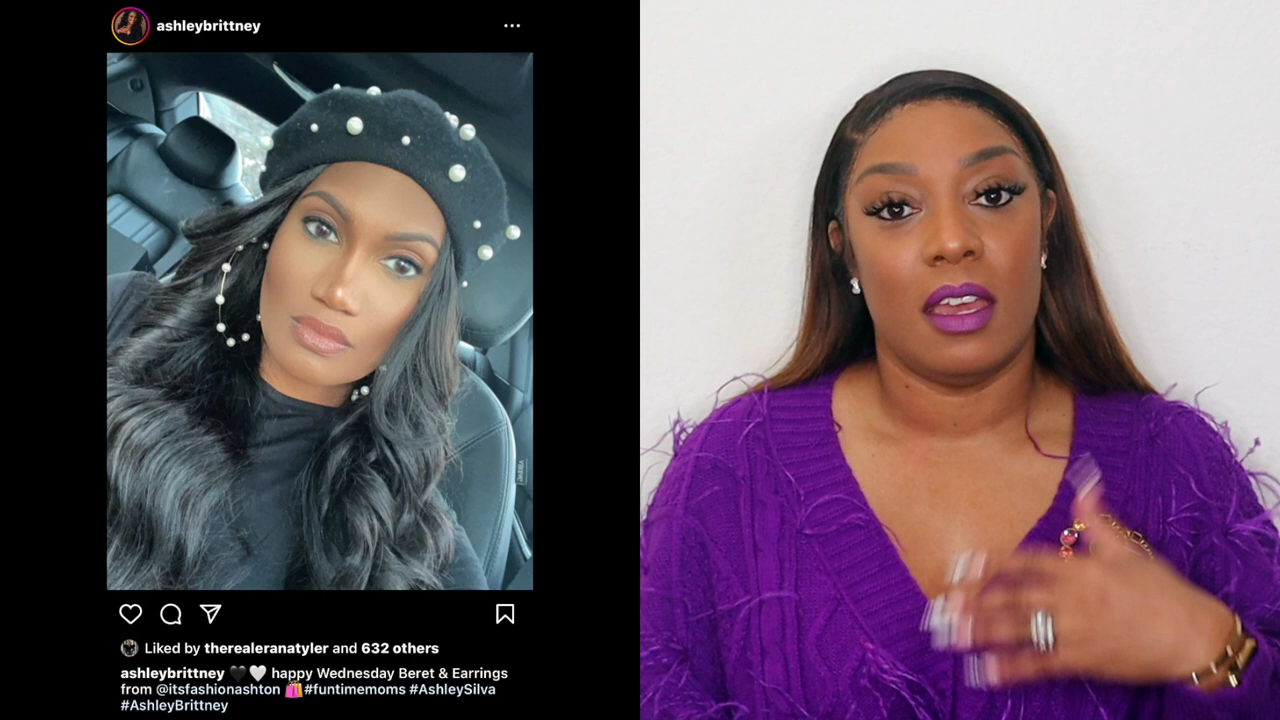 ashleybrittney
Liked by therealeranatyler and 632 others
ashleybrittney 🖤🤍 happy Wednesday Beret & Earrings
from @itsfashionashton 🛍️#funtimemoms #AshleySilva
#AshleyBrittney